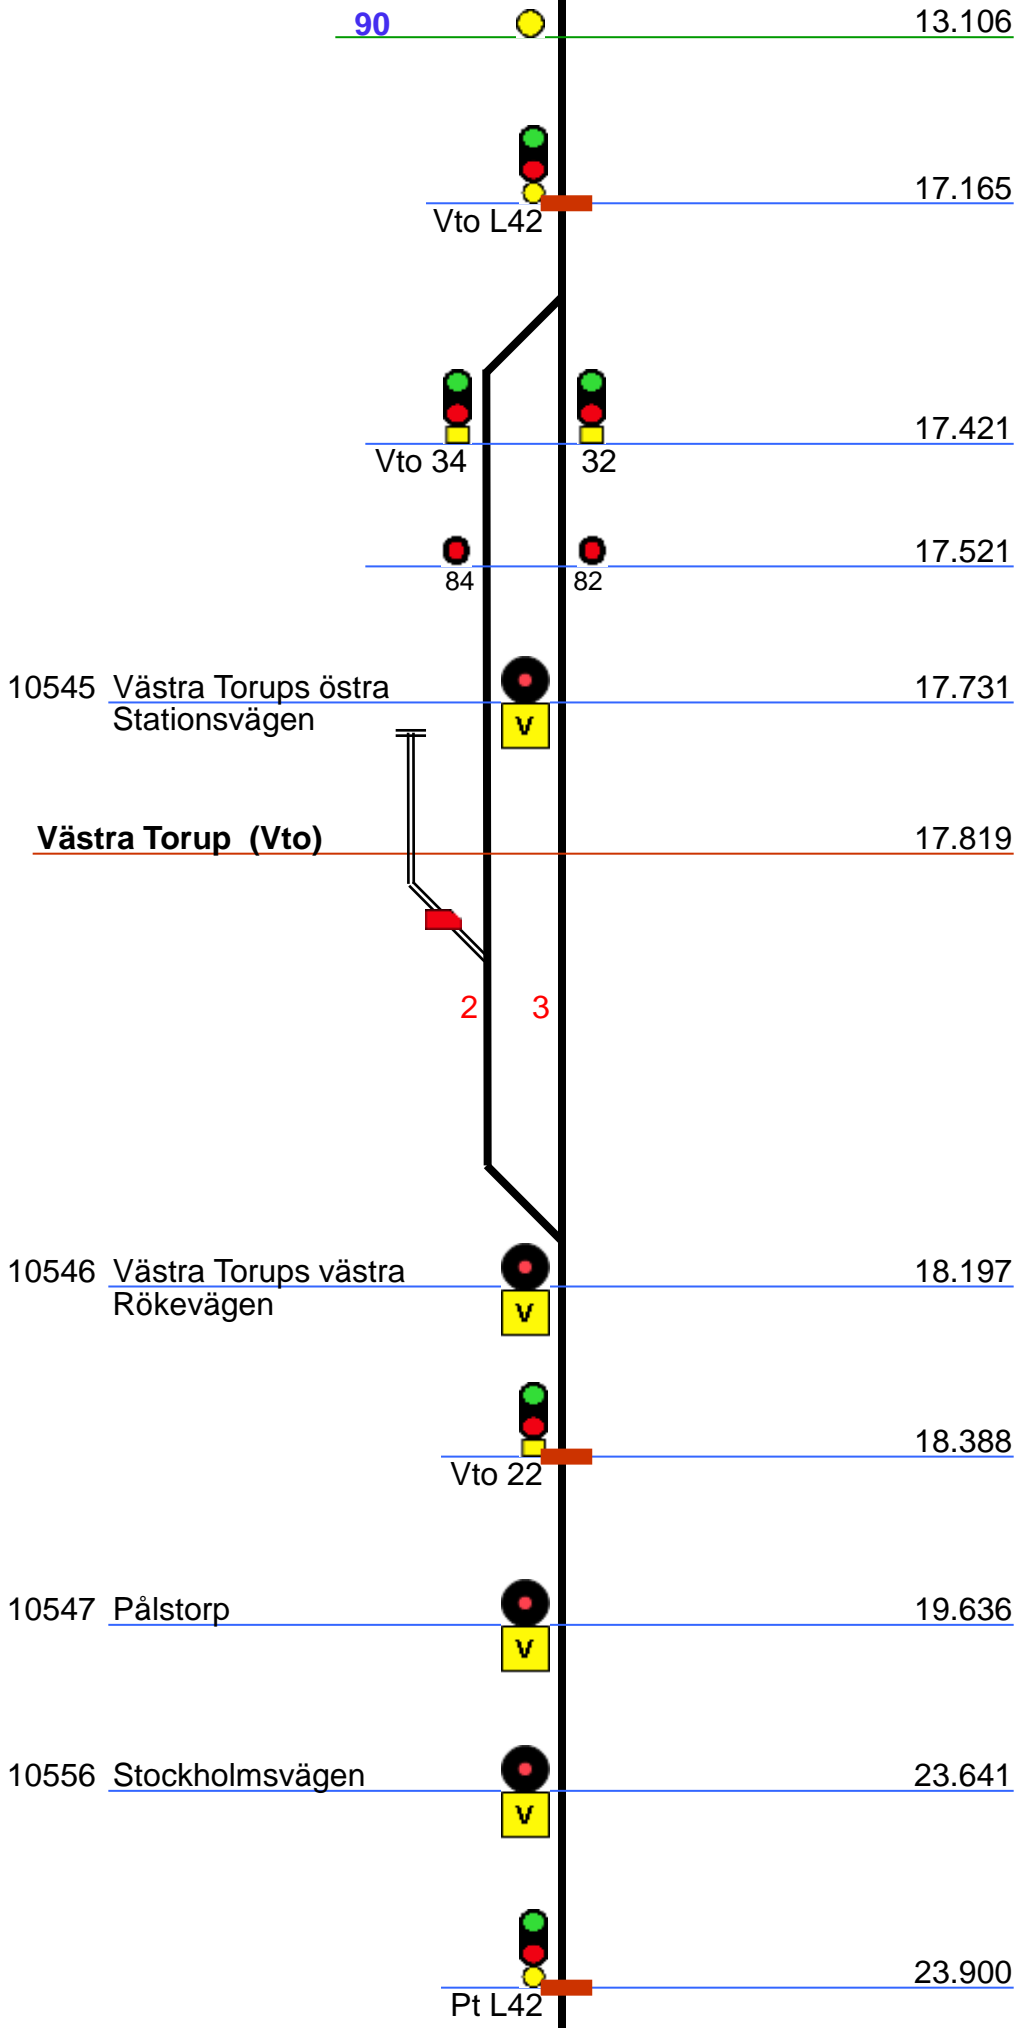 90 13.106
17.165
Vto L42
17.421
Vto 34 32
17.521
84 82
10545 Västra Torups östra 17.731
Stationsvägen
V
Västra Torup (Vto) 17.819
2 3
10546 Västra Torups västra 18.197
Rökevägen
V
18.388
Vto 22
10547 Pålstorp 19.636
V
10556 Stockholmsvägen 23.641
V
23.900
Pt L42